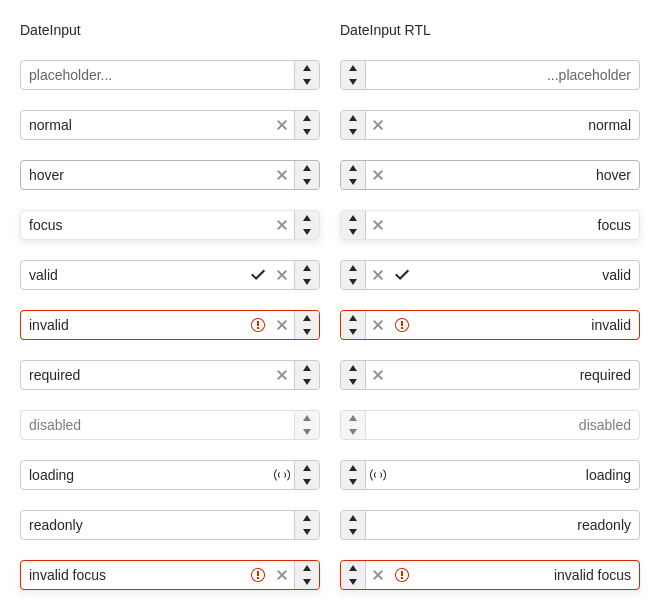 DateInput
DateInput RTL
placeholder...
...placeholder
normal
normal
hover
hover
focus
focus
valid
valid
invalid
invalid
required
required
disabled
disabled
loading
loading
readonly
readonly
invalid focus
invalid focus